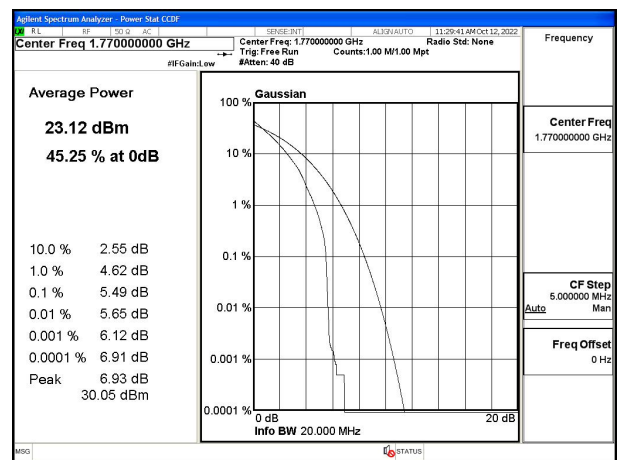 Agilent Spectrum Analyzer - Power Stat CCDF
RL RF 50 Ω AC SENSE:INT ALIGN AUTO 11:29:41 AM Oct 12, 2022
Center Freq 1.770000000 GHz
Center Freq: 1.770000000 GHz Radio Std: None
Trig: Free Run Counts:1.00 M/1.00 Mpt
#IFGain:Low #Atten: 40 dB
Frequency
Average Power
23.12 dBm
45.25 % at 0dB
10.0 % 2.55 dB
1.0 % 4.62 dB
0.1 % 5.49 dB
0.01 % 5.65 dB
0.001 % 6.12 dB
0.0001 % 6.91 dB
Peak 6.93 dB
30.05 dBm
Gaussian
100 %
10 %
1 %
0.1 %
0.01 %
0.001 %
0.0001 %
0 dB 20 dB
Info BW 20.000 MHz
Center Freq
1.770000000 GHz
CF Step
5.000000 MHz
Auto Man
Freq Offset
0 Hz
MSG STATUS